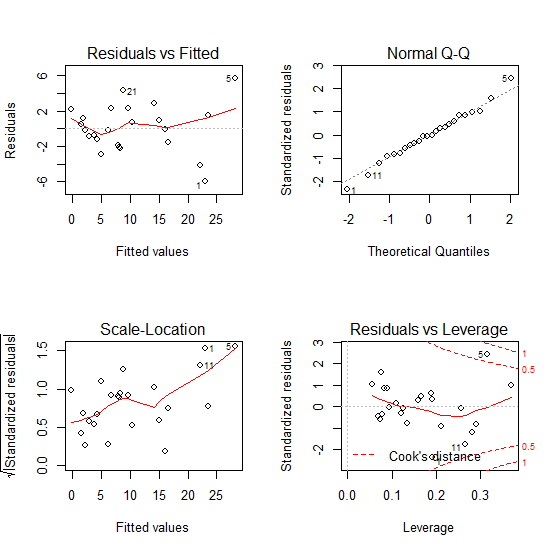 Residuals vs Fitted
Residuals
6
2
-2
-6
5
21
1
0 5 10 15 20 25
Fitted values
Normal Q-Q
Standardized residuals
3
2
1
0
-1
-2
5
11
1
-2 -1 0 1 2
Theoretical Quantiles
Scale-Location
√|Standardized residuals|
1.5
1.0
0.5
0.0
1
5
11
0 5 10 15 20 25
Fitted values
Residuals vs Leverage
Standardized residuals
3
2
1
0
-2
5
1
0.5
11
1
0.5
Cook's distance
1
0.0 0.1 0.2 0.3
Leverage